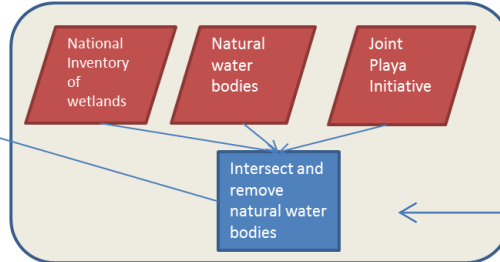 National
Inventory
of
wetlands
Natural
water
bodies
Joint
Playa
Initiative
Intersect and
remove
natural water
bodies